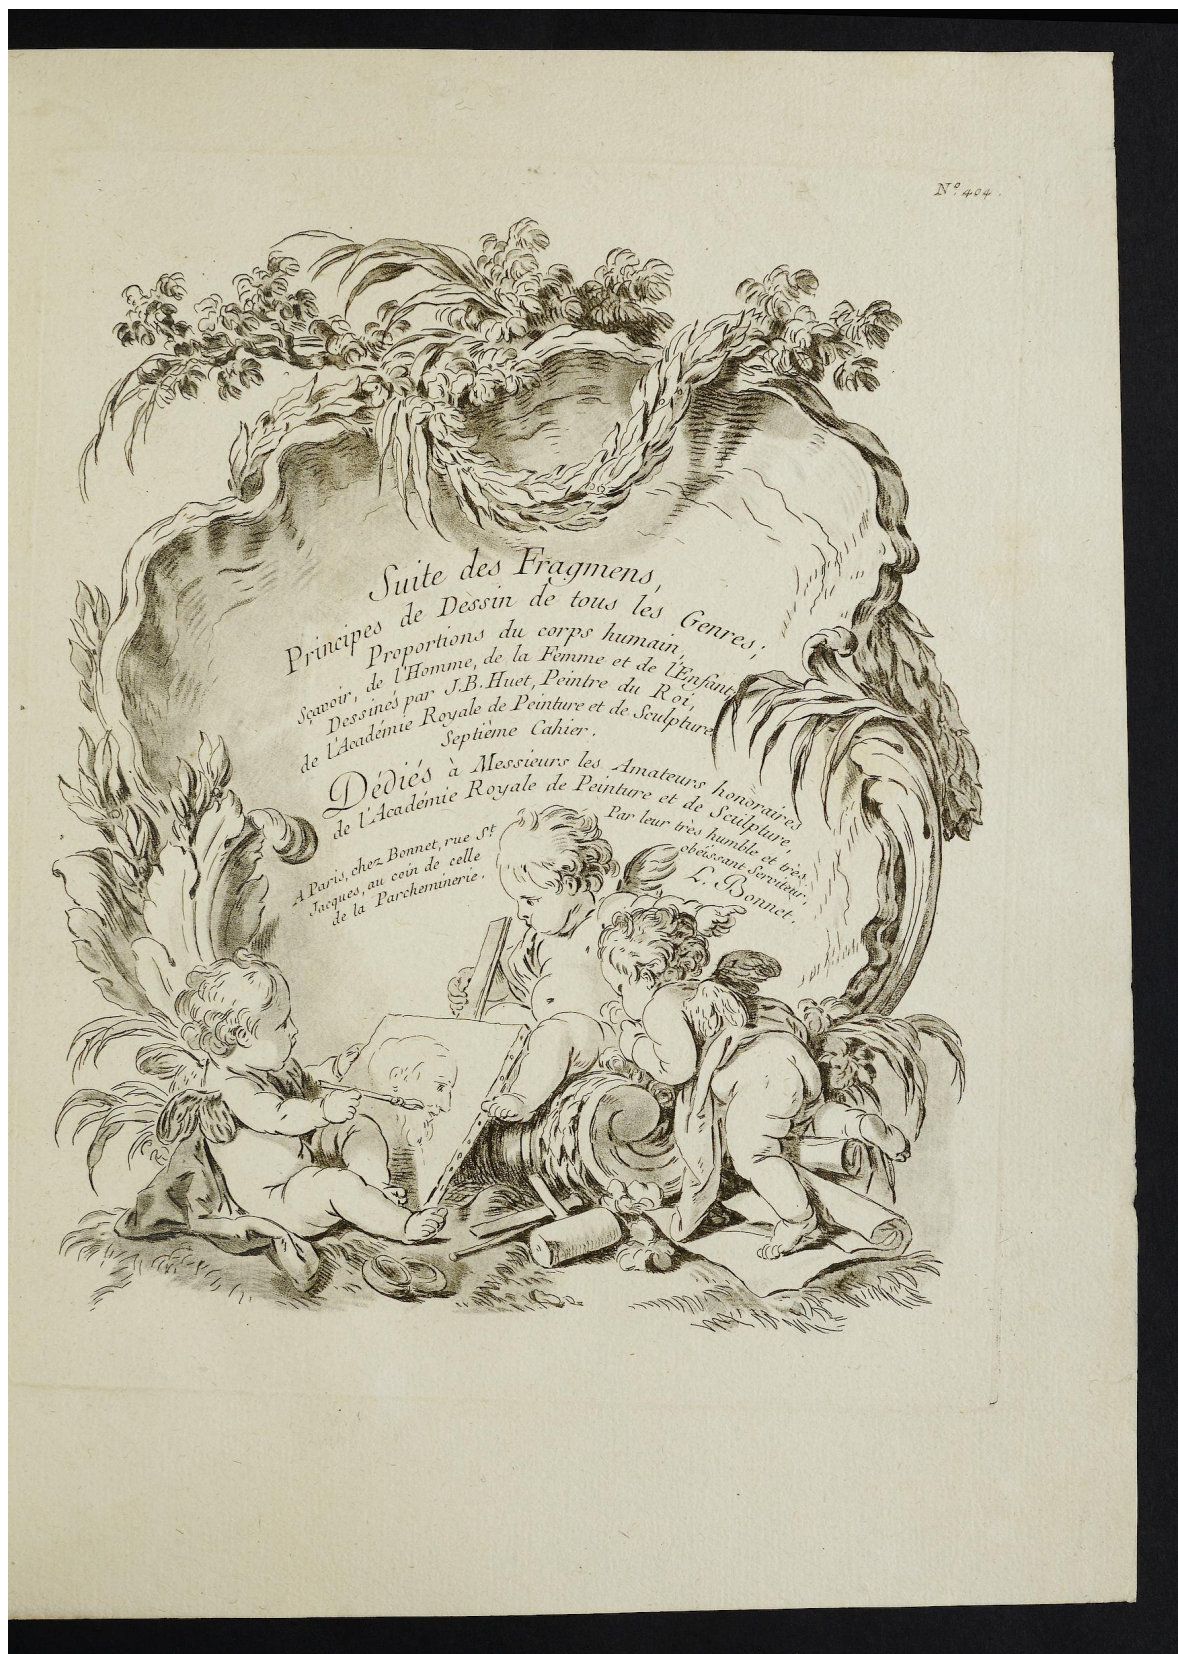 Nº. 404.
Suite des Fragmens,
de Dessin de tous les Genres;
Principes
Proportions du corps humain,
Sçavoir, de l'Homme, de la Femme et de l'Enfant,
Dessinés par J.B. Huet, Peintre du Roi,
de l'Académie Royale de Peinture et de Sculpture
Septième Cahier.
Dédiés à Messieurs les Amateurs honoraires
de l'Académie Royale de Peinture et de Sculpture,
Par leur très humble et très
obéissant Serviteur,
L. Bonnet.
A Paris, chez Bonnet, rue St.
Jacques, au coin de celle
de la Parcheminerie.